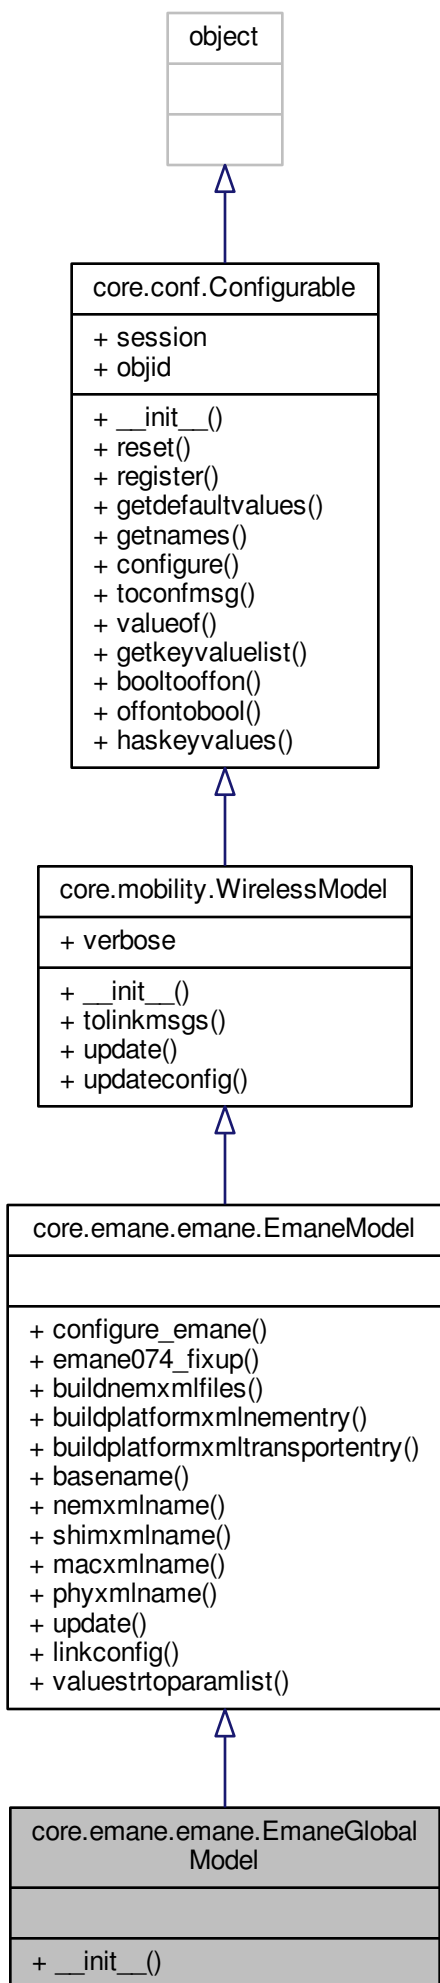 object
core.conf.Configurable
+ session
+ objid
+ __init__()
+ reset()
+ register()
+ getdefaultvalues()
+ getnames()
+ configure()
+ toconfmsg()
+ valueof()
+ getkeyvaluelist()
+ booltooffon()
+ offontobool()
+ haskeyvalues()
core.mobility.WirelessModel
+ verbose
+ __init__()
+ tolinkmsgs()
+ update()
+ updateconfig()
core.emane.emane.EmaneModel
+ configure_emane()
+ emane074_fixup()
+ buildnemxmlfiles()
+ buildplatformxmlnementry()
+ buildplatformxmltransportentry()
+ basename()
+ nemxmlname()
+ shimxmlname()
+ macxmlname()
+ phyxmlname()
+ update()
+ linkconfig()
+ valuestrtoparamlist()
core.emane.emane.EmaneGlobal
Model
+ __init__()